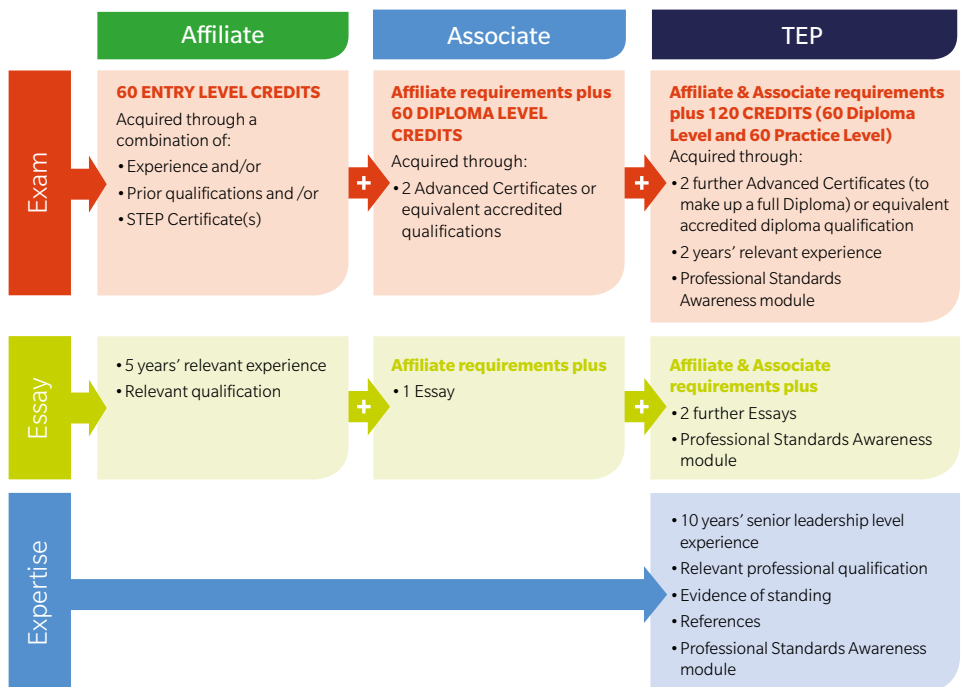 Affiliate
Associate
TEP
Exam
60 ENTRY LEVEL CREDITS
Acquired through a
combination of:
• Experience and/or
• Prior qualifications and /or
• STEP Certificate(s)
+
Affiliate requirements plus
60 DIPLOMA LEVEL
CREDITS
Acquired through:
• 2 Advanced Certificates or
equivalent accredited
qualifications
+
Affiliate & Associate requirements
plus 120 CREDITS (60 Diploma
Level and 60 Practice Level)
Acquired through:
• 2 further Advanced Certificates (to
make up a full Diploma) or equivalent
accredited diploma qualification
• 2 years’ relevant experience
• Professional Standards
Awareness module
Essay
• 5 years’ relevant experience
• Relevant qualification
+
Affiliate requirements plus
• 1 Essay
+
Affiliate & Associate
requirements plus
• 2 further Essays
• Professional Standards Awareness
module
Expertise
• 10 years’ senior leadership level
experience
• Relevant professional qualification
• Evidence of standing
• References
• Professional Standards Awareness
module